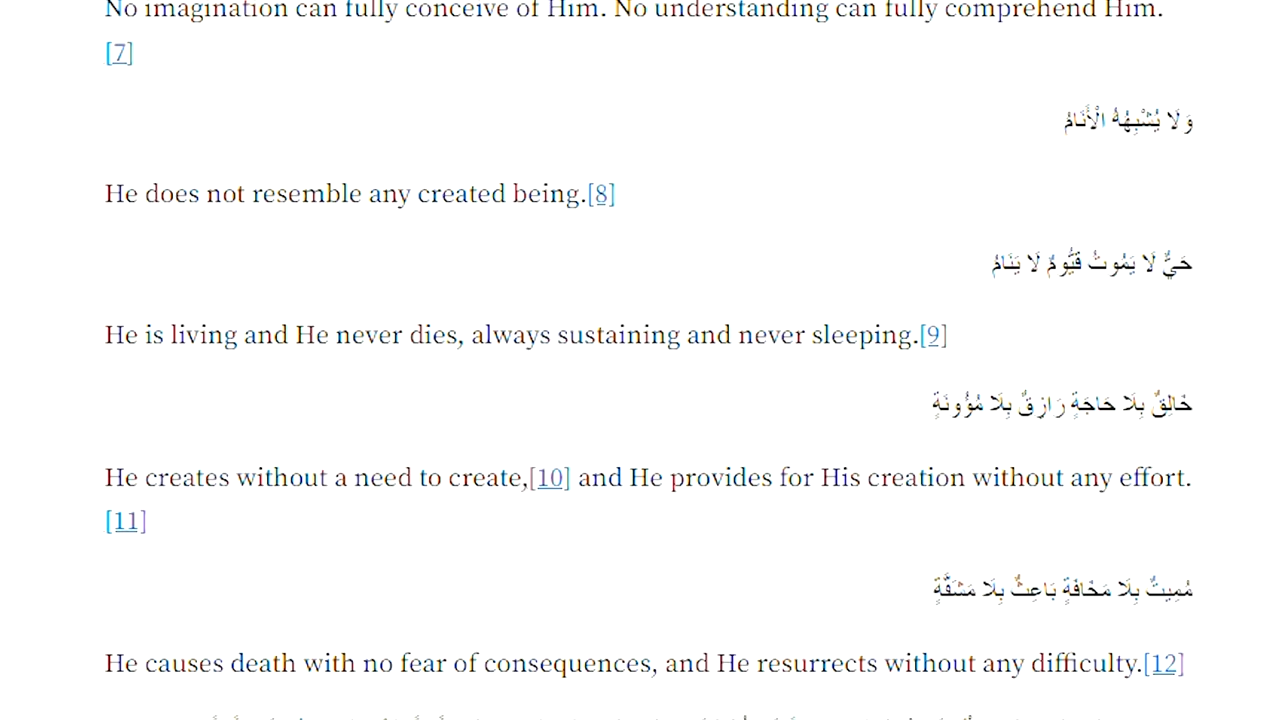 No imagination can fully conceive of Him. No understanding can fully comprehend Him.
[7]
وَلَا يُشْبِهُهُ الْأَنَامُ
He does not resemble any created being.[8]
حَيٌّ لَا يَمُوتُ قَيُّومٌ لَا يَنَامُ
He is living and He never dies, always sustaining and never sleeping.[9]
خَالِقٌ بِلَا حَاجَةٍ رَازِقٌ بِلَا مُؤُونَةٍ
He creates without a need to create,[10] and He provides for His creation without any effort.
[11]
مُمِيتٌ بِلَا مَخَافَةٍ بَاعِثٌ بِلَا مَشَقَّةٍ
He causes death with no fear of consequences, and He resurrects without any difficulty.[12]